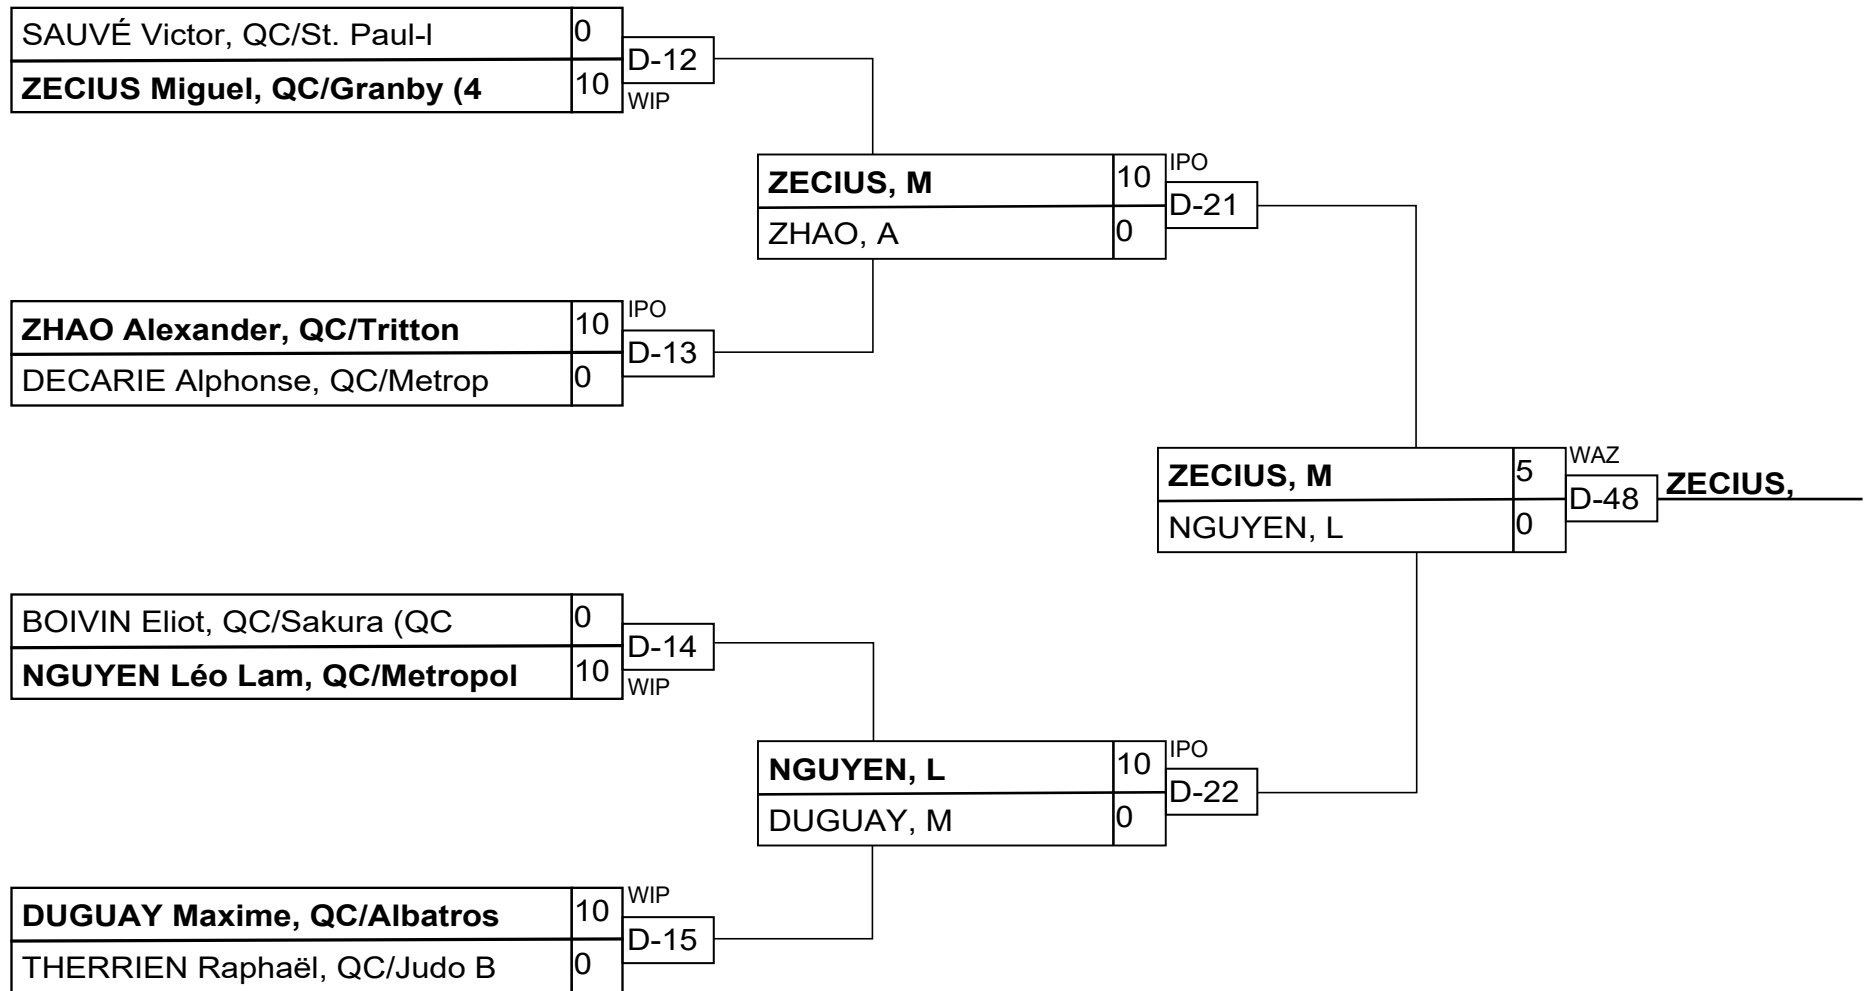 SAUVÉ Victor, QC/St. Paul-l 0
D-12
ZECIUS Miguel, QC/Granby (4 10
WIP
ZECIUS, M 10
IPO
D-21
ZHAO, A 0
ZHAO Alexander, QC/Tritton 10
IPO
D-13
DECARIE Alphonse, QC/Metrop 0
ZECIUS, M 5
WAZ
D-48
ZECIUS,
NGUYEN, L 0
BOIVIN Eliot, QC/Sakura (QC 0
D-14
NGUYEN Léo Lam, QC/Metropol 10
WIP
NGUYEN, L 10
IPO
D-22
DUGUAY, M 0
DUGUAY Maxime, QC/Albatros 10
WIP
D-15
THERRIEN Raphaël, QC/Judo B 0